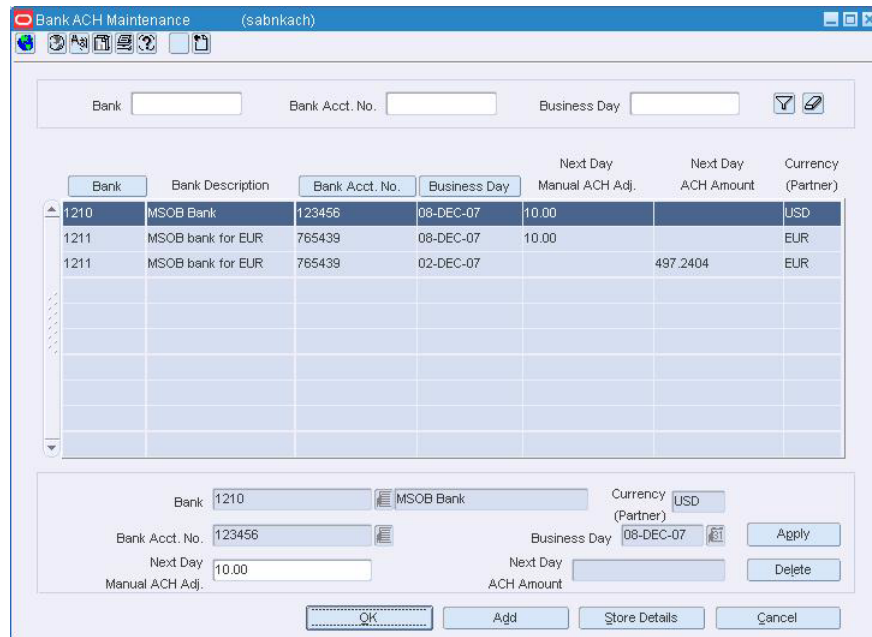 Bank ACH Maintenance (sabnkach)
Bank Bank Acct. No. Business Day
Next Day Next Day Currency
Bank Bank Description Bank Acct. No. Business Day Manual ACH Adj. ACH Amount (Partner)
1210 MSOB Bank 123456 08-DEC-07 10.00 USD
1211 MSOB bank for EUR 765439 08-DEC-07 10.00 EUR
1211 MSOB bank for EUR 765439 02-DEC-07 497.2404 EUR
Bank 1210 MSOB Bank Currency (Partner) USD
Bank Acct. No. 123456 Business Day 08-DEC-07 31 Apply
Next Day Manual ACH Adj. 10.00 Next Day ACH Amount Delete
OK Add Store Details Cancel